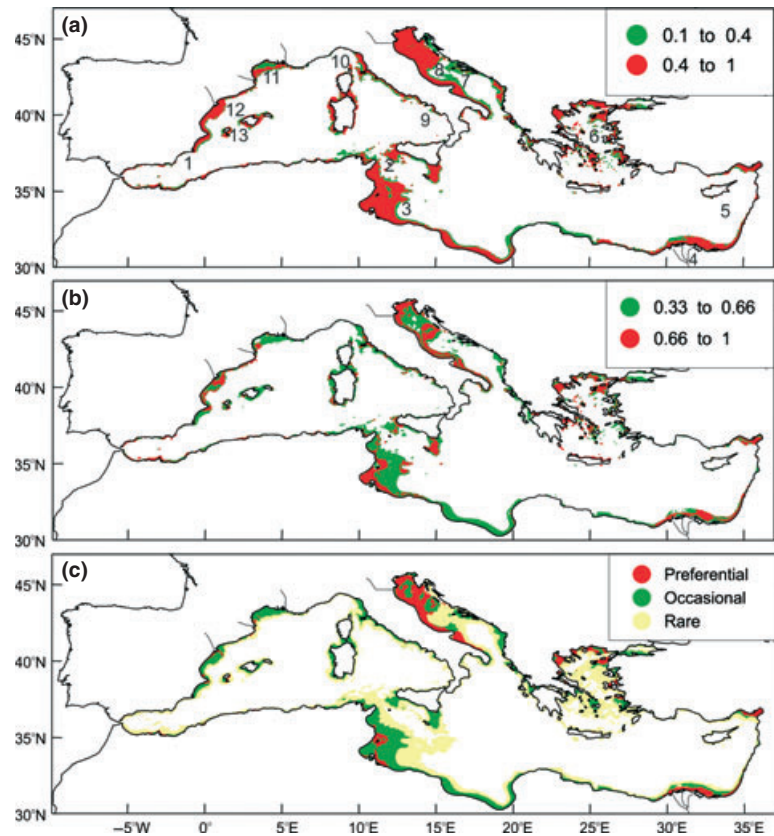 (a)
0.1 to 0.4
0.4 to 1
45°N
40°N
35°N
30°N
10
11
8
12
13
9
6
1
2
3
5
4
(b)
0.33 to 0.66
0.66 to 1
45°N
40°N
35°N
30°N
(c)
Preferential
Occasional
Rare
45°N
40°N
35°N
30°N
–5°W 0° 5°E 10°E 15°E 20°E 25°E 30°E 35°E